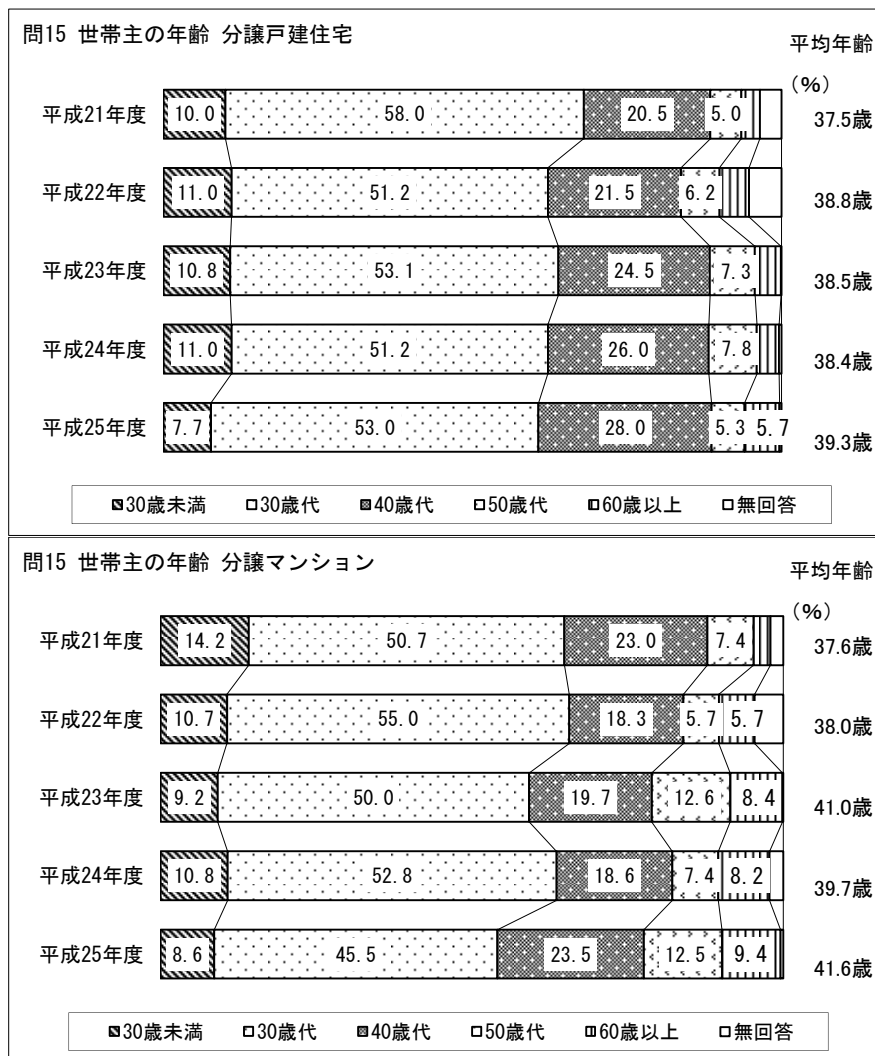 問15 世帯主の年齢 分譲戸建住宅
平均年齢
(%)
平成21年度 10.0 58.0 20.5 5.0 37.5歳
平成22年度 11.0 51.2 21.5 6.2 38.8歳
平成23年度 10.8 53.1 24.5 7.3 38.5歳
平成24年度 11.0 51.2 26.0 7.8 38.4歳
平成25年度 7.7 53.0 28.0 5.3 5.7 39.3歳
30歳未満 30歳代 40歳代 50歳代 60歳以上 無回答
問15 世帯主の年齢 分譲マンション
平均年齢
(%)
平成21年度 14.2 50.7 23.0 7.4 37.6歳
平成22年度 10.7 55.0 18.3 5.7 5.7 38.0歳
平成23年度 9.2 50.0 19.7 12.6 8.4 41.0歳
平成24年度 10.8 52.8 18.6 7.4 8.2 39.7歳
平成25年度 8.6 45.5 23.5 12.5 9.4 41.6歳
30歳未満 30歳代 40歳代 50歳代 60歳以上 無回答